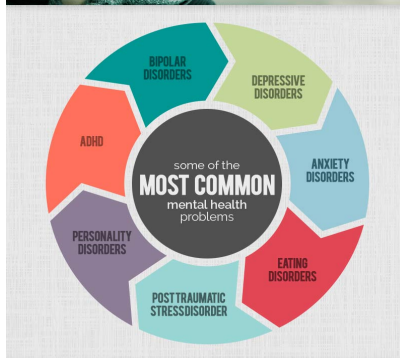 some of the
MOST COMMON
mental health
problems
BIPOLAR
DISORDERS
DEPRESSIVE
DISORDERS
ANXIETY
DISORDERS
EATING
DISORDERS
POST TRAUMATIC
STRESS DISORDER
PERSONALITY
DISORDERS
ADHD